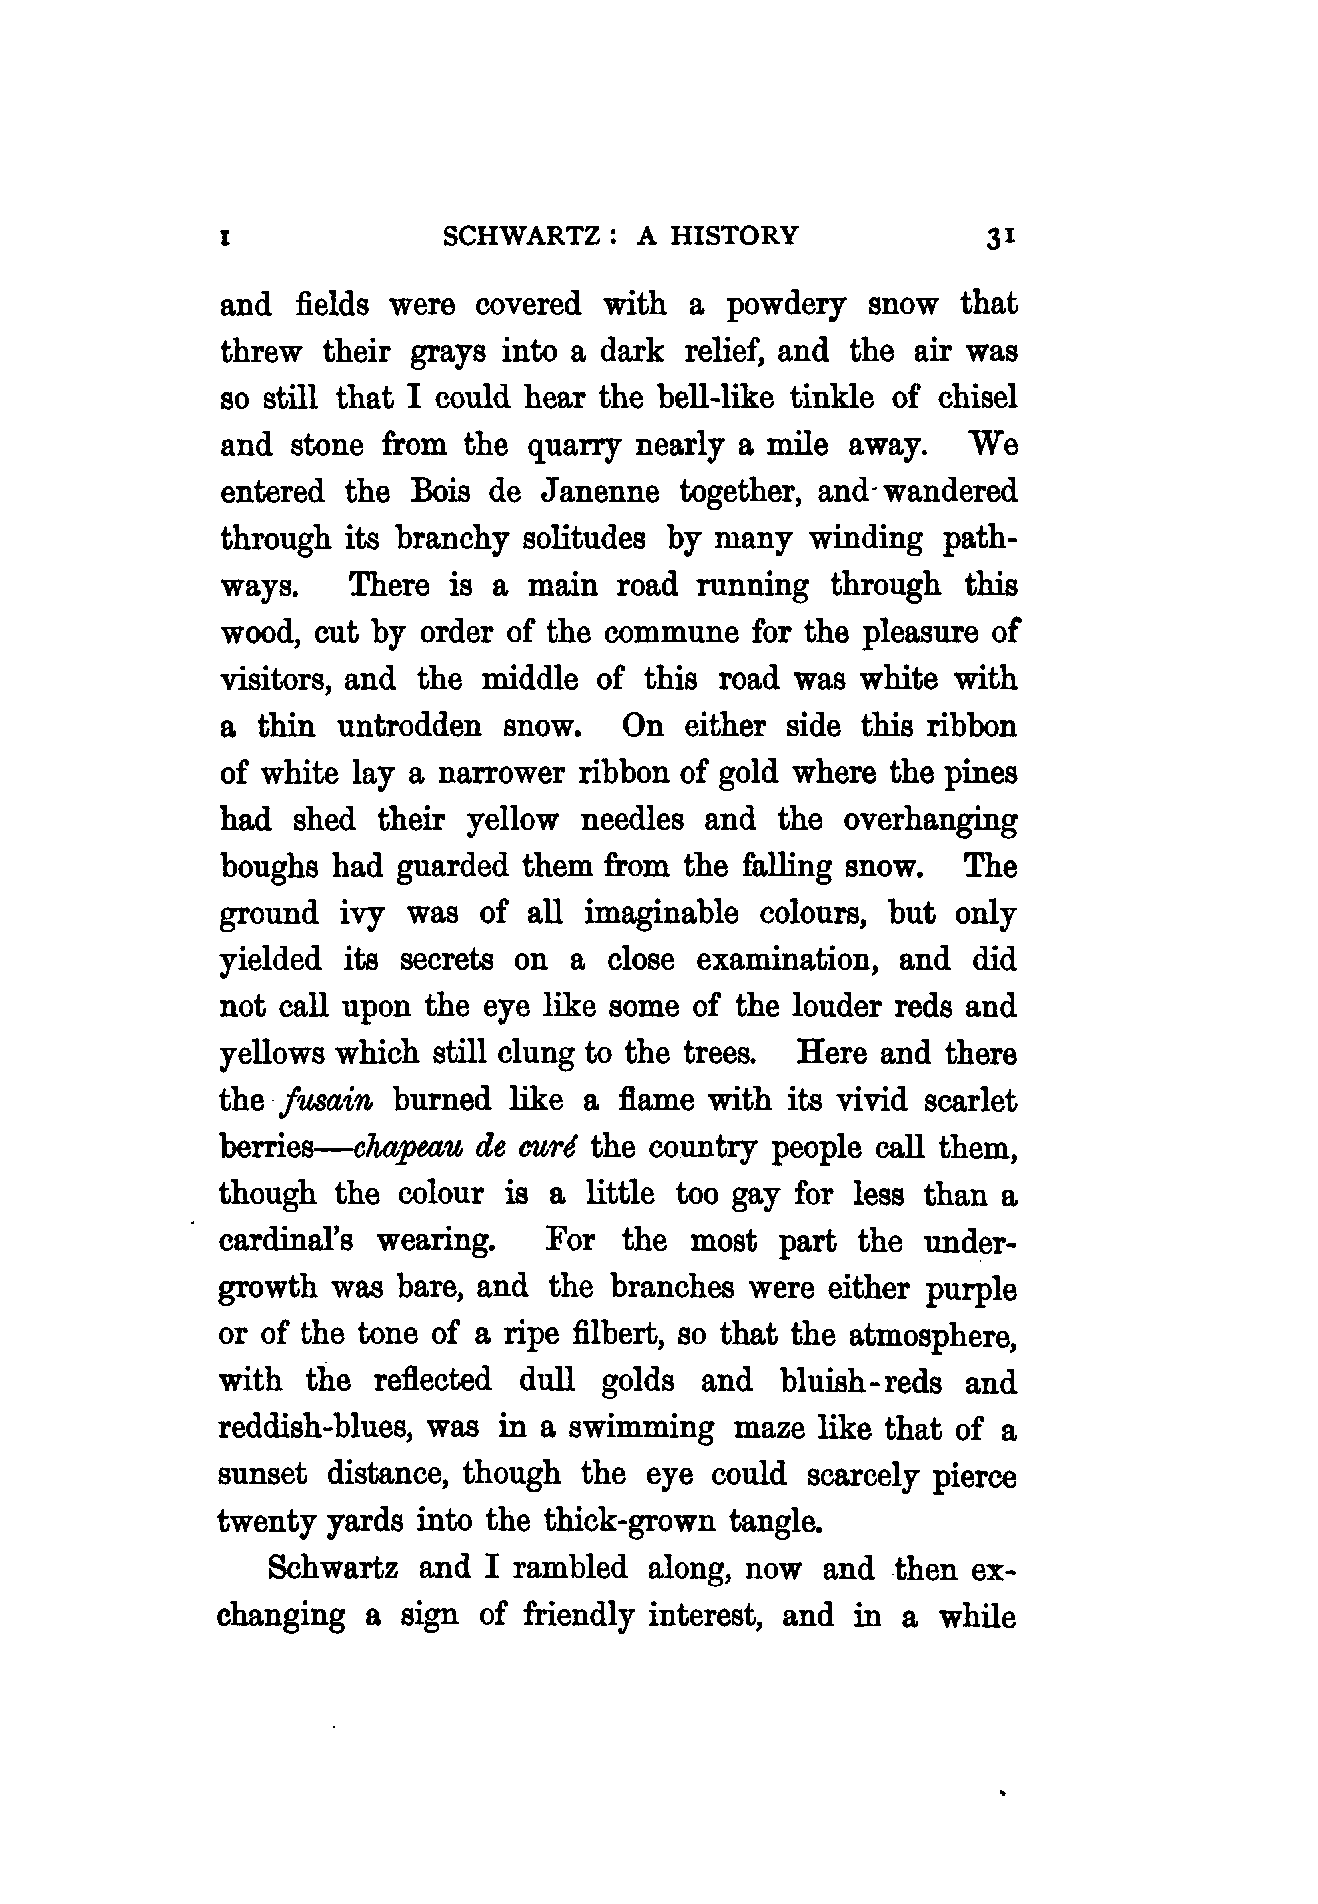 I SCHWARTZ: A HISTORY 31
and fields were covered with a powdery snow that
threw their grays into a dark relief, and the air was
so still that I could hear the bell-like tinkle of chisel
and stone from the quarry nearly a mile away. We
entered the Bois de Janenne together, and wandered
through its branchy solitudes by many winding path-
ways. There is a main road running through this
wood, cut by order of the commune for the pleasure of
visitors, and the middle of this road was white with
a thin untrodden snow. On either side this ribbon
of white lay a narrower ribbon of gold where the pines
had shed their yellow needles and the overhanging
boughs had guarded them from the falling snow. The
ground ivy was of all imaginable colours, but only
yielded its secrets on a close examination, and did
not call upon the eye like some of the louder reds and
yellows which still clung to the trees. Here and there
the fusain burned like a flame with its vivid scarlet
berries—chapeau de curé the country people call them,
though the colour is a little too gay for less than a
cardinal's wearing. For the most part the under-
growth was bare, and the branches were either purple
or of the tone of a ripe filbert, so that the atmosphere,
with the reflected dull golds and bluish-reds and
reddish-blues, was in a swimming maze like that of a
sunset distance, though the eye could scarcely pierce
twenty yards into the thick-grown tangle.
Schwartz and I rambled along, now and then ex-
changing a sign of friendly interest, and in a while